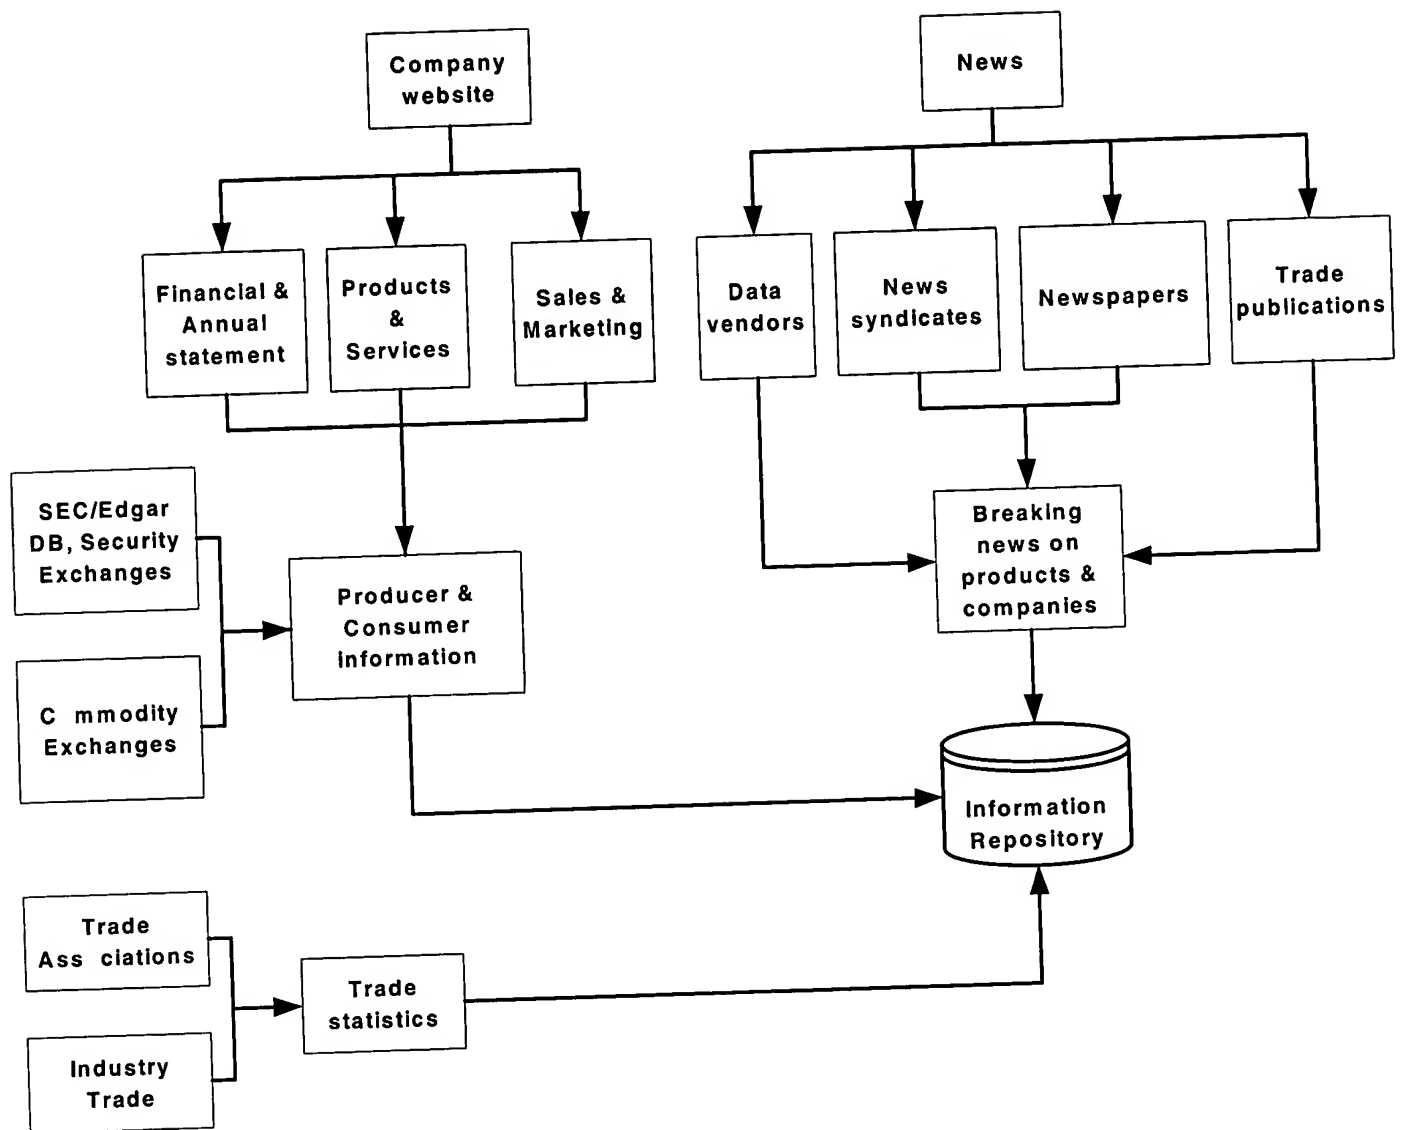 Company
website
News
Financial &
Annual
statement
Products
&
Services
Sales &
Marketing
Data
vendors
News
syndicates
Newspapers
Trade
publications
SEC/Edgar
DB, Security
Exchanges
Breaking
news on
products &
companies
Producer &
Consumer
information
C mmodity
Exchanges
Information
Repository
Trade
Ass ciations
Trade
statistics
Industry
Trade